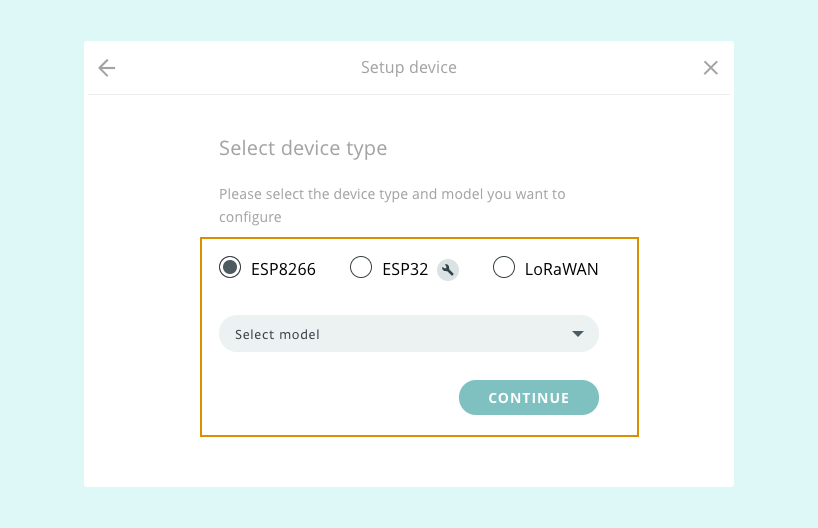 Setup device
Select device type
Please select the device type and model you want to
configure
ESP8266 ESP32 LoRaWAN
Select model
CONTINUE